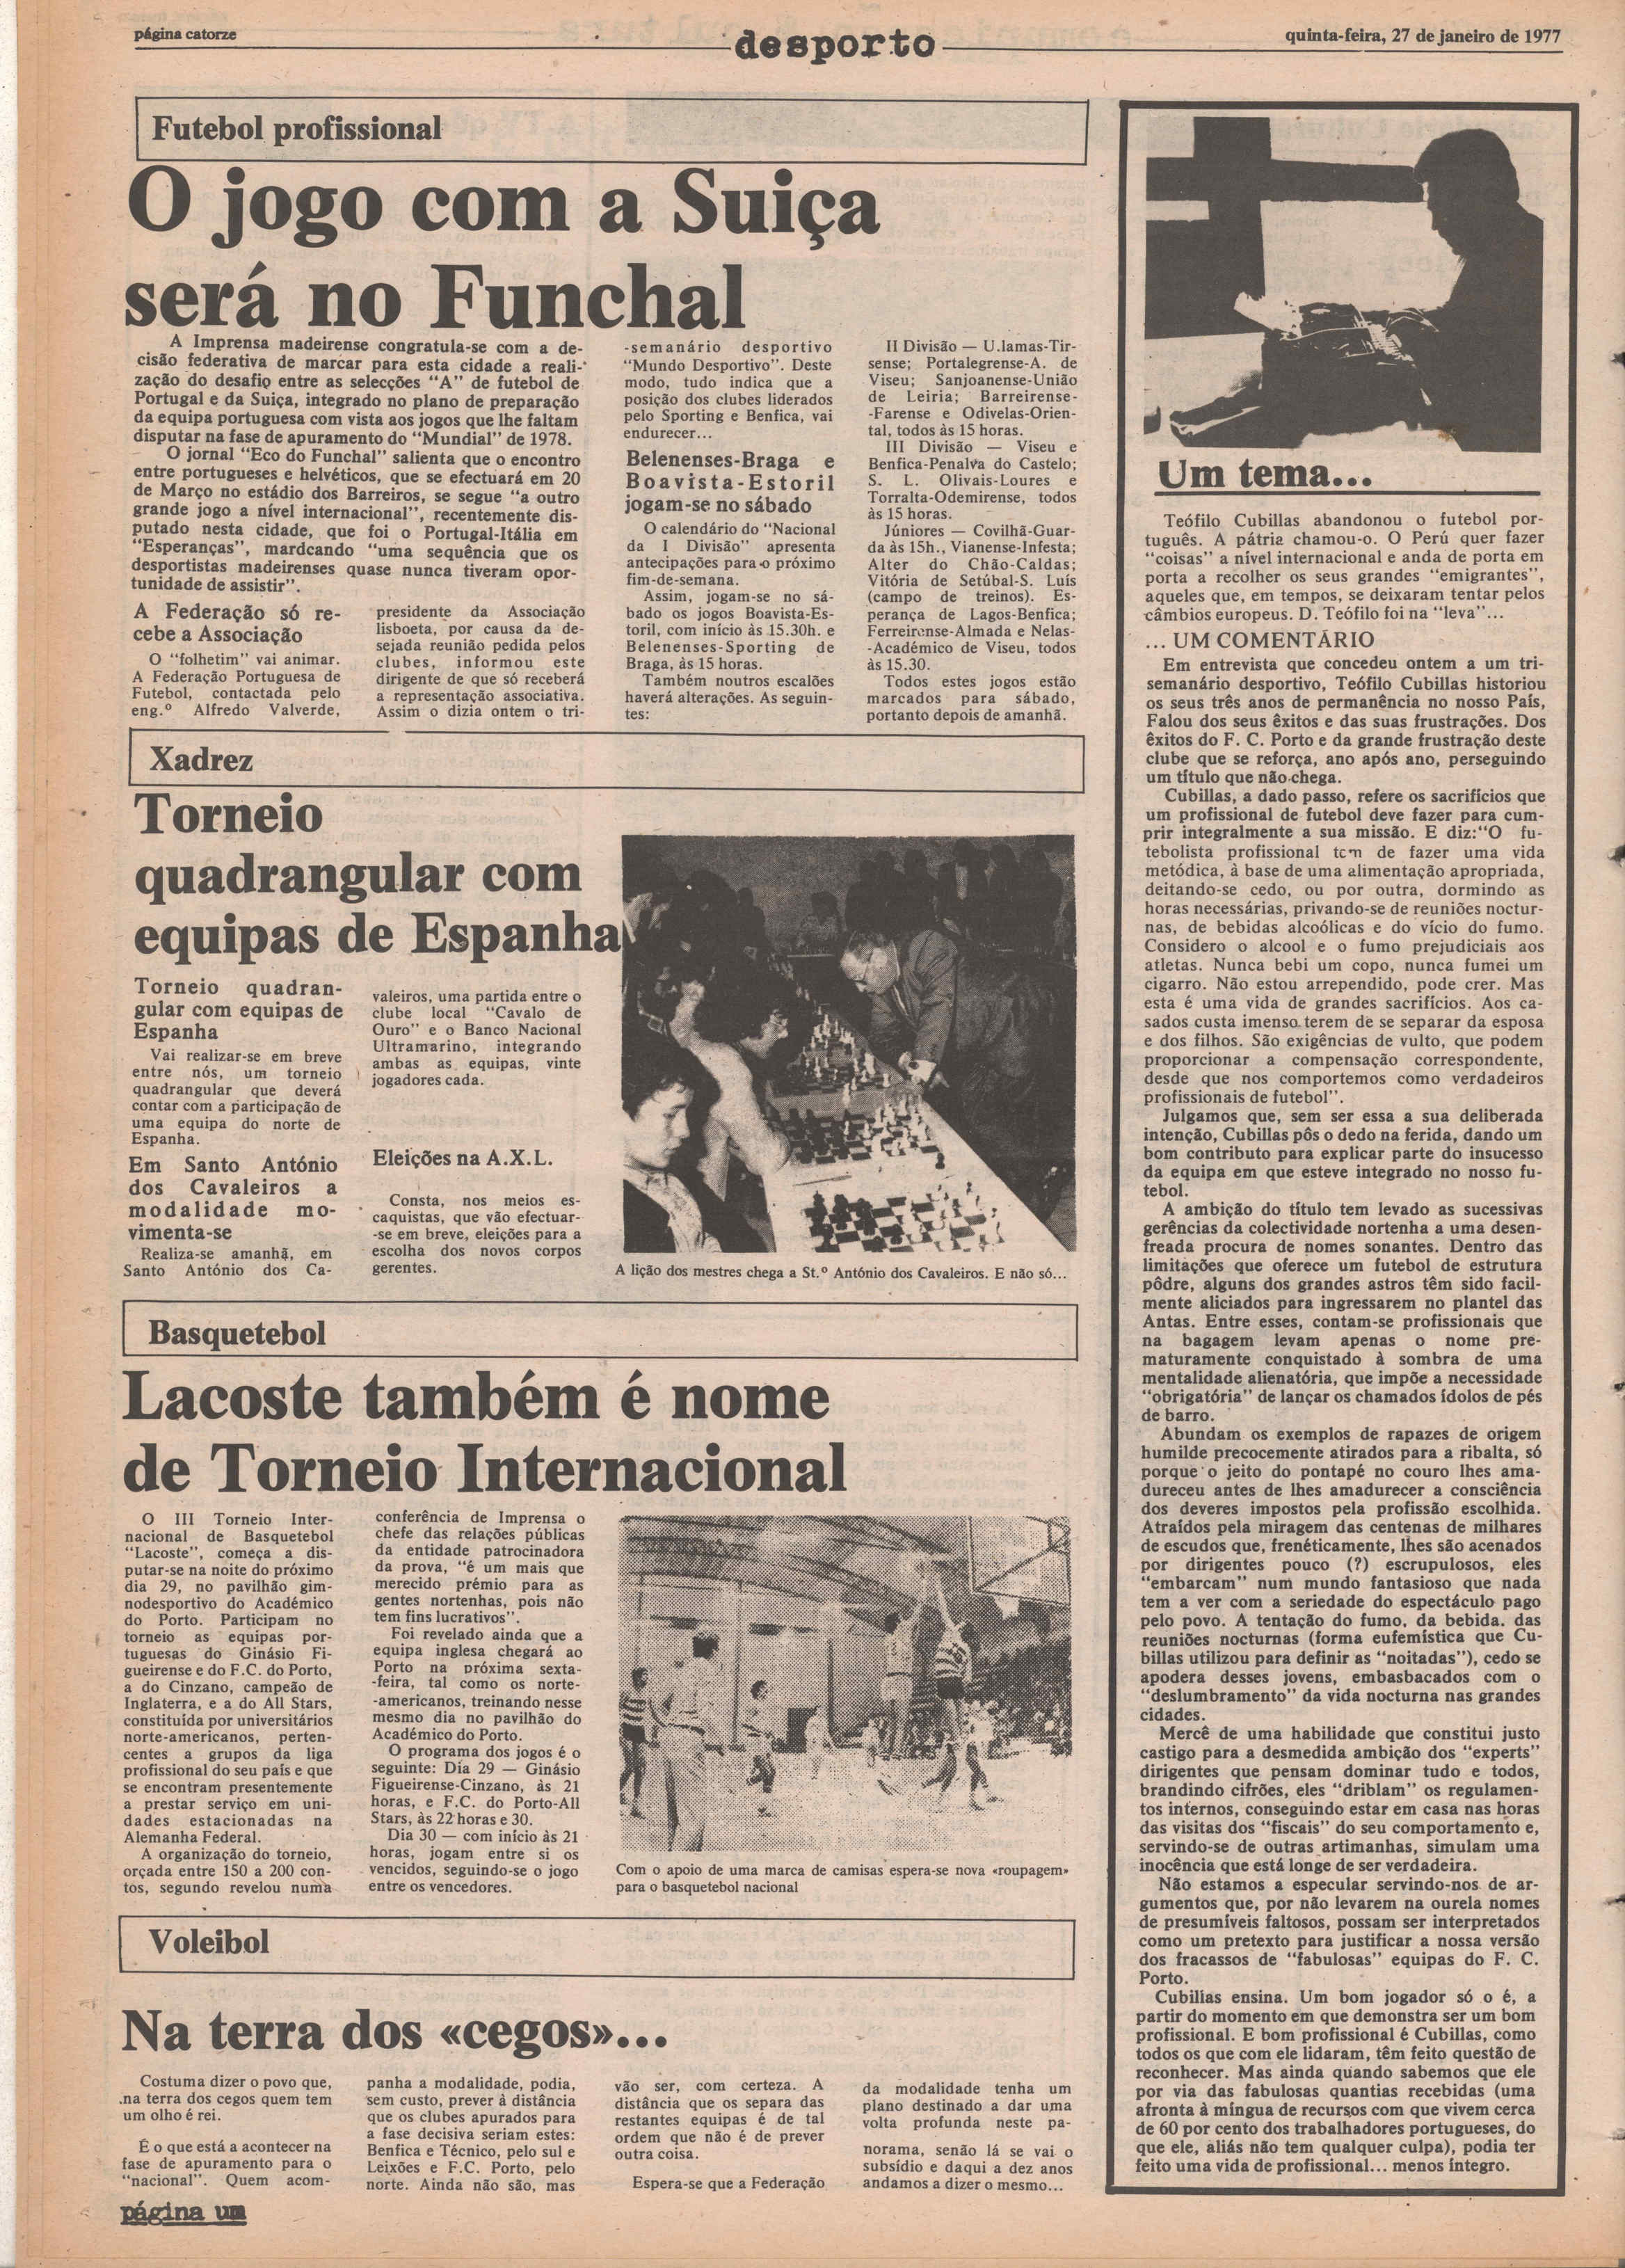 página catorze
desporto
quinta-feira, 27 de janeiro de 1977
Futebol profissional
O jogo com a Suiça
será no Funchal
A Imprensa madeirense congratula-se com a de-
cisão federativa de marcar para esta cidade a reali-
zação do desafio entre as selecções "A" de futebol de
Portugal e da Suiça, integrado no plano de preparação
da equipa portuguesa com vista aos jogos que lhe faltam
disputar na fase de apuramento do "Mundial" de 1978.
O jornal "Eco do Funchal" salienta que o encontro
entre portugueses e helvéticos, que se efectuará em 20
de Março no estádio dos Barreiros, se segue "a outro
grande jogo a nível internacional", recentemente dis-
putado nesta cidade, que foi o Portugal-Itália em
"Esperanças", mardcando "uma sequência que os
desportistas madeirenses quase nunca tiveram opor-
tunidade de assistir".
A Federação só re-
cebe a Associação
O "folhetim" vai animar.
A Federação Portuguesa de
Futebol, contactada pelo
eng.º Alfredo Valverde,
presidente da Associação
lisboeta, por causa da de-
sejada reunião pedida pelos
clubes, informou este
dirigente de que só receberá
a representação associativa.
Assim o dizia ontem o tri-
-semanário desportivo
"Mundo Desportivo". Deste
modo, tudo indica que a
posição dos clubes liderados
pelo Sporting e Benfica, vai
endurecer...
Belenenses-Braga e
Boavista-Estoril
jogam-se no sábado
O calendário do "Nacional
da I Divisão" apresenta
antecipações para o próximo
fim-de-semana.
Assim, jogam-se no sá-
bado os jogos Boavista-Es-
toril, com início às 15.30h. e
Belenenses-Sporting de
Braga, às 15 horas.
Também noutros escalões
haverá alterações. As seguin-
tes:
II Divisão — U.lamas-Tir-
sense; Portalegrense-A. de
Viseu; Sanjoanense-União
de Leiria; Barreirense-
-Farense e Odivelas-Orien-
tal, todos às 15 horas.
III Divisão — Viseu e
Benfica-Penalva do Castelo;
S. L. Olivais-Loures e
Torralta-Odemirense, todos
às 15 horas.
Júniores — Covilhã-Guar-
da às 15h., Vianense-Infesta;
Alter do Chão-Caldas;
Vitória de Setúbal-S. Luís
(campo de treinos). Es-
perança de Lagos-Benfica;
Ferreirense-Almada e Nelas-
-Académico de Viseu, todos
às 15.30.
Todos estes jogos estão
marcados para sábado,
portanto depois de amanhã.
Xadrez
Torneio
quadrangular com
equipas de Espanha
Torneio quadran-
gular com equipas de
Espanha
Vai realizar-se em breve
entre nós, um torneio
quadrangular que deverá
contar com a participação de
uma equipa do norte de
Espanha.
Em Santo António
dos Cavaleiros a
modalidade mo-
vimenta-se
Realiza-se amanhã, em
Santo António dos Ca-
valeiros, uma partida entre o
clube local "Cavalo de
Ouro" e o Banco Nacional
Ultramarino, integrando
ambas as equipas, vinte
jogadores cada.
Eleições na A.X.L.
Consta, nos meios es-
caquistas, que vão efectuar-
-se em breve, eleições para a
escolha dos novos corpos
gerentes.
A lição dos mestres chega a St.º António dos Cavaleiros. E não só...
Basquetebol
Lacoste também é nome
de Torneio Internacional
O III Torneio Inter-
nacional de Basquetebol
"Lacoste", começa a dis-
putar-se na noite do próximo
dia 29, no pavilhão gim-
nodesportivo do Académico
do Porto. Participam no
torneio as equipas por-
tuguesas do Ginásio Fi-
gueirense e do F.C. do Porto,
a do Cinzano, campeão de
Inglaterra, e a do All Stars,
constituída por universitários
norte-americanos, perten-
centes a grupos da liga
profissional do seu país e que
se encontram presentemente
a prestar serviço em uni-
dades estacionadas na
Alemanha Federal.
A organização do torneio,
orçada entre 150 a 200 con-
tos, segundo revelou numa
conferência de Imprensa o
chefe das relações públicas
da entidade patrocinadora
da prova, "é um mais que
merecido prémio para as
gentes nortenhas, pois não
tem fins lucrativos".
Foi revelado ainda que a
equipa inglesa chegará ao
Porto na próxima sexta-
-feira, tal como os norte-
-americanos, treinando nesse
mesmo dia no pavilhão do
Académico do Porto.
O programa dos jogos é o
seguinte: Dia 29 — Ginásio
Figueirense-Cinzano, às 21
horas, e F.C. do Porto-All
Stars, às 22 horas e 30.
Dia 30 — com início às 21
horas, jogam entre si os
vencidos, seguindo-se o jogo
entre os vencedores.
Com o apoio de uma marca de camisas espera-se nova «roupagem»
para o basquetebol nacional
Voleibol
Na terra dos «cegos»...
Costuma dizer o povo que,
na terra dos cegos quem tem
um olho é rei.
É o que está a acontecer na
fase de apuramento para o
"nacional". Quem acom-
panha a modalidade, podia,
sem custo, prever à distância
que os clubes apurados para
a fase decisiva seriam estes:
Benfica e Técnico, pelo sul e
Leixões e F.C. Porto, pelo
norte. Ainda não são, mas
vão ser, com certeza. A
distância que os separa das
restantes equipas é de tal
ordem que não é de prever
outra coisa.
Espera-se que a Federação
da modalidade tenha um
plano destinado a dar uma
volta profunda neste pa-
norama, senão lá se vai o
subsídio e daqui a dez anos
andamos a dizer o mesmo...
página um
Um tema...
Teófilo Cubillas abandonou o futebol por-
tuguês. A pátria chamou-o. O Perú quer fazer
"coisas" a nível internacional e anda de porta em
porta a recolher os seus grandes "emigrantes",
aqueles que, em tempos, se deixaram tentar pelos
câmbios europeus. D. Teófilo foi na "leva"...
... UM COMENTÁRIO
Em entrevista que concedeu ontem a um tri-
semanário desportivo, Teófilo Cubillas historiou
os seus três anos de permanência no nosso País,
Falou dos seus êxitos e das suas frustrações. Dos
êxitos do F. C. Porto e da grande frustração deste
clube que se reforça, ano após ano, perseguindo
um título que não chega.
Cubillas, a dado passo, refere os sacrifícios que
um profissional de futebol deve fazer para cum-
prir integralmente a sua missão. E diz:"O fu-
tebolista profissional tem de fazer uma vida
metódica, à base de uma alimentação apropriada,
deitando-se cedo, ou por outra, dormindo as
horas necessárias, privando-se de reuniões noctur-
nas, de bebidas alcoólicas e do vício do fumo.
Considero o alcool e o fumo prejudiciais aos
atletas. Nunca bebi um copo, nunca fumei um
cigarro. Não estou arrependido, pode crer. Mas
esta é uma vida de grandes sacrifícios. Aos ca-
sados custa imenso terem de se separar da esposa
e dos filhos. São exigências de vulto, que podem
proporcionar a compensação correspondente,
desde que nos comportemos como verdadeiros
profissionais de futebol".
Julgamos que, sem ser essa a sua deliberada
intenção, Cubillas pôs o dedo na ferida, dando um
bom contributo para explicar parte do insucesso
da equipa em que esteve integrado no nosso fu-
tebol.
A ambição do título tem levado as sucessivas
gerências da colectividade nortenha a uma desen-
freada procura de nomes sonantes. Dentro das
limitações que oferece um futebol de estrutura
pôdre, alguns dos grandes astros têm sido facil-
mente aliciados para ingressarem no plantel das
Antas. Entre esses, contam-se profissionais que
na bagagem levam apenas o nome pre-
maturamente conquistado à sombra de uma
mentalidade alienatória, que impõe a necessidade
"obrigatória" de lançar os chamados ídolos de pés
de barro.
Abundam os exemplos de rapazes de origem
humilde precocemente atirados para a ribalta, só
porque o jeito do pontapé no couro lhes ama-
dureceu antes de lhes amadurecer a consciência
dos deveres impostos pela profissão escolhida.
Atraídos pela miragem das centenas de milhares
de escudos que, frenéticamente, lhes são acenados
por dirigentes pouco (?) escrupulosos, eles
"embarcam" num mundo fantasioso que nada
tem a ver com a seriedade do espectáculo pago
pelo povo. A tentação do fumo, da bebida. das
reuniões nocturnas (forma eufemística que Cu-
billas utilizou para definir as "noitadas"), cedo se
apodera desses jovens, embasbacados com o
"deslumbramento" da vida nocturna nas grandes
cidades.
Mercê de uma habilidade que constitui justo
castigo para a desmedida ambição dos "experts"
dirigentes que pensam dominar tudo e todos,
brandindo cifrões, eles "driblam" os regulamen-
tos internos, conseguindo estar em casa nas horas
das visitas dos "fiscais" do seu comportamento e,
servindo-se de outras artimanhas, simulam uma
inocência que está longe de ser verdadeira.
Não estamos a especular servindo-nos de ar-
gumentos que, por não levarem na ourela nomes
de presumíveis faltosos, possam ser interpretados
como um pretexto para justificar a nossa versão
dos fracassos de "fabulosas" equipas do F. C.
Porto.
Cubillas ensina. Um bom jogador só o é, a
partir do momento em que demonstra ser um bom
profissional. E bom profissional é Cubillas, como
todos os que com ele lidaram, têm feito questão de
reconhecer. Mas ainda quando sabemos que ele
por via das fabulosas quantias recebidas (uma
afronta à míngua de recursos com que vivem cerca
de 60 por cento dos trabalhadores portugueses, do
que ele, aliás não tem qualquer culpa), podia ter
feito uma vida de profissional... menos íntegro.